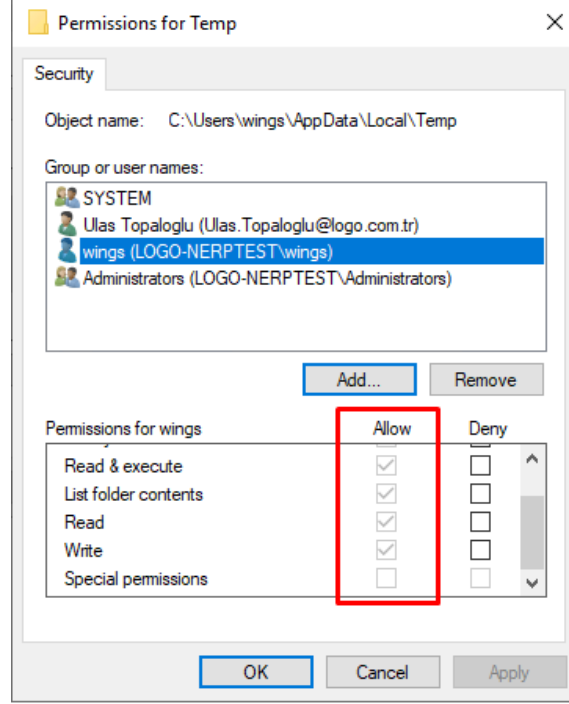 Permissions for Temp
Security
Object name: C:\Users\wings\AppData\Local\Temp
Group or user names:
SYSTEM
Ulas Topaloglu (Ulas.Topaloglu@logo.com.tr)
wings (LOGO-NERPTEST\wings)
Administrators (LOGO-NERPTEST\Administrators)
Add... Remove
Permissions for wings Allow Deny
Read & execute
List folder contents
Read
Write
Special permissions
OK Cancel Apply